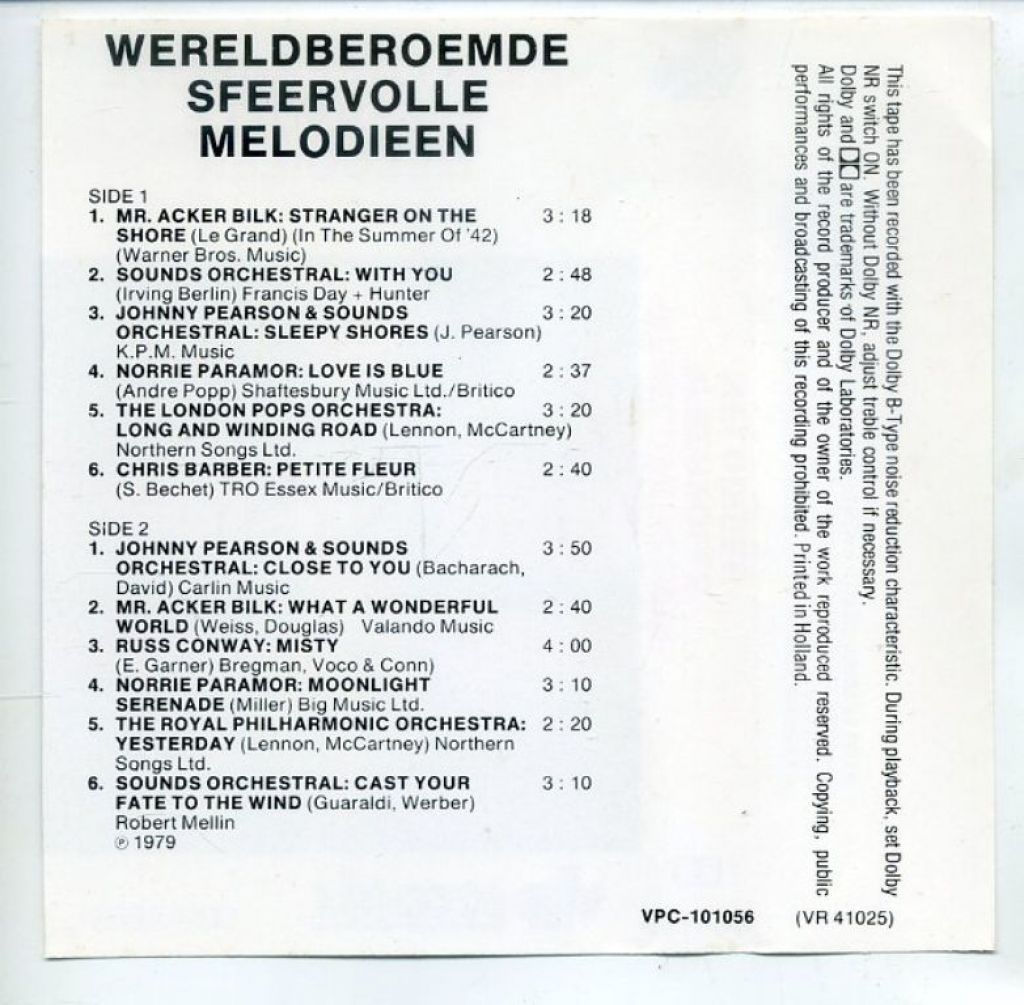 WERELDBEROEMDE
SFEERVOLLE
MELODIEEN
SIDE 1
1. MR. ACKER BILK: STRANGER ON THE 3:18
SHORE (Le Grand) (In The Summer Of '42)
(Warner Bros. Music)
2. SOUNDS ORCHESTRAL: WITH YOU 2:48
(Irving Berlin) Francis Day + Hunter
3. JOHNNY PEARSON & SOUNDS 3:20
ORCHESTRAL: SLEEPY SHORES (J. Pearson)
K.P.M. Music
4. NORRIE PARAMOR: LOVE IS BLUE 2:37
(Andre Popp) Shaftesbury Music Ltd./Britico
5. THE LONDON POPS ORCHESTRA: 3:20
LONG AND WINDING ROAD (Lennon, McCartney)
Northern Songs Ltd.
6. CHRIS BARBER: PETITE FLEUR 2:40
(S. Bechet) TRO Essex Music/Britico
SIDE 2
1. JOHNNY PEARSON & SOUNDS 3:50
ORCHESTRAL: CLOSE TO YOU (Bacharach,
David) Carlin Music
2. MR. ACKER BILK: WHAT A WONDERFUL 2:40
WORLD (Weiss, Douglas) Valando Music
3. RUSS CONWAY: MISTY 4:00
(E. Garner) Bregman, Voco & Conn)
4. NORRIE PARAMOR: MOONLIGHT 3:10
SERENADE (Miller) Big Music Ltd.
5. THE ROYAL PHILHARMONIC ORCHESTRA: 2:20
YESTERDAY (Lennon, McCartney) Northern
Songs Ltd.
6. SOUNDS ORCHESTRAL: CAST YOUR 3:10
FATE TO THE WIND (Guaraldi, Werber)
Robert Mellin
℗ 1979
This tape has been recorded with the Dolby B-Type noise reduction characteristic. During playback, set Dolby
NR switch ON. Without Dolby NR, adjust treble control if necessary.
Dolby and are trademarks of Dolby Laboratories.
All rights of the record producer and of the owner of the work reproduced reserved. Copying, public
performances and broadcasting of this recording prohibited. Printed in Holland.
VPC-101056 (VR 41025)